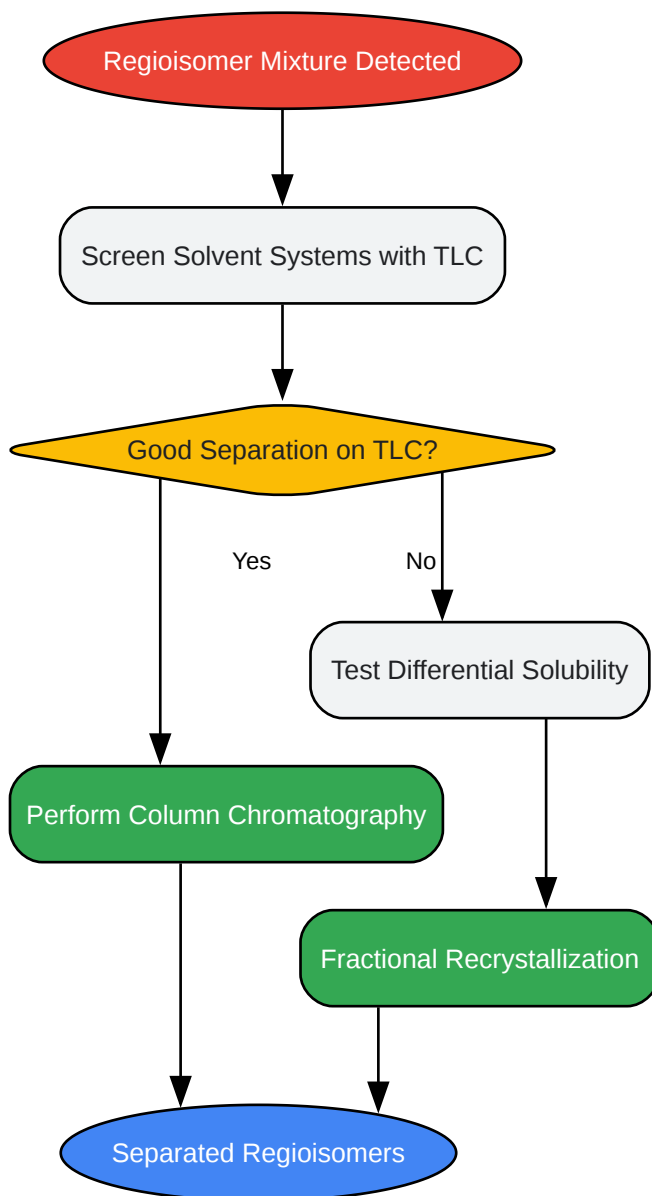 Regioisomer Mixture Detected
Screen Solvent Systems with TLC
Good Separation on TLC?
Yes
No
Test Differential Solubility
Perform Column Chromatography
Fractional Recrystallization
Separated Regioisomers